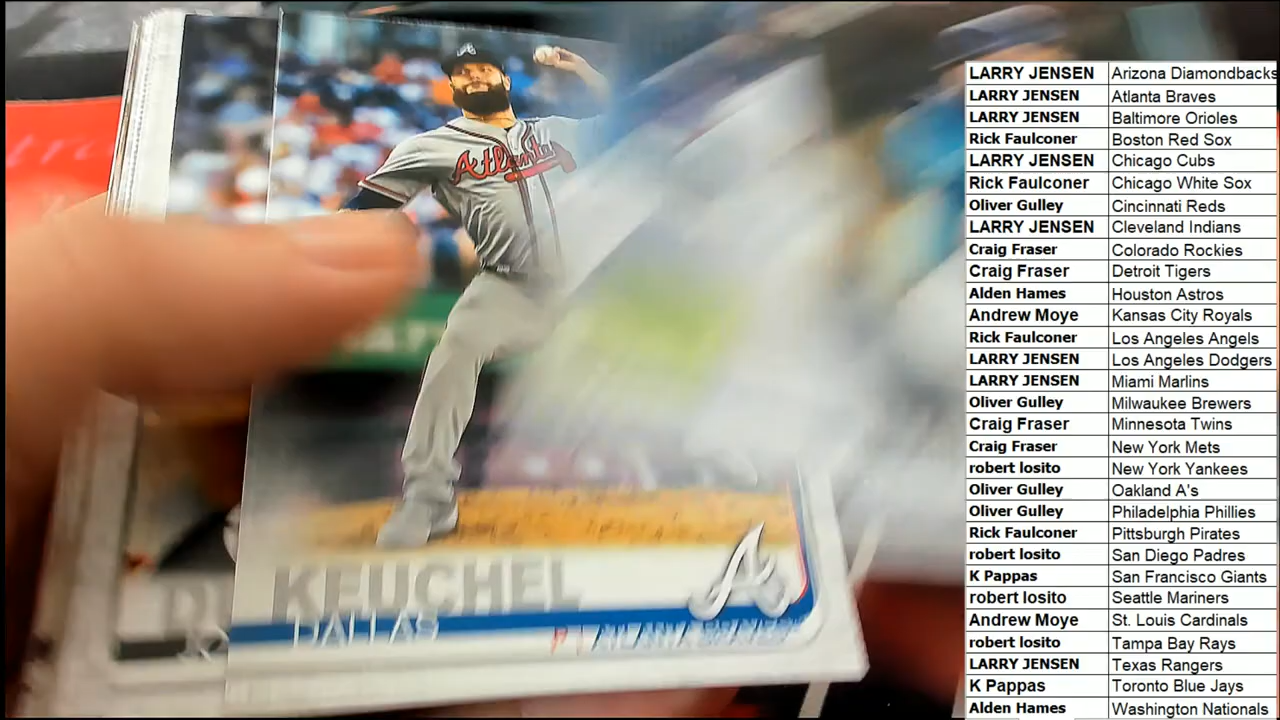 Atlanta
KEUCHEL
DALLAS
P
ATLANTA BRAVES
LARRY JENSEN Arizona Diamondbacks
LARRY JENSEN Atlanta Braves
LARRY JENSEN Baltimore Orioles
Rick Faulconer Boston Red Sox
LARRY JENSEN Chicago Cubs
Rick Faulconer Chicago White Sox
Oliver Gulley Cincinnati Reds
LARRY JENSEN Cleveland Indians
Craig Fraser Colorado Rockies
Craig Fraser Detroit Tigers
Alden Hames Houston Astros
Andrew Moye Kansas City Royals
Rick Faulconer Los Angeles Angels
LARRY JENSEN Los Angeles Dodgers
LARRY JENSEN Miami Marlins
Oliver Gulley Milwaukee Brewers
Craig Fraser Minnesota Twins
Craig Fraser New York Mets
robert losito New York Yankees
Oliver Gulley Oakland A's
Oliver Gulley Philadelphia Phillies
Rick Faulconer Pittsburgh Pirates
robert losito San Diego Padres
K Pappas San Francisco Giants
robert losito Seattle Mariners
Andrew Moye St. Louis Cardinals
robert losito Tampa Bay Rays
LARRY JENSEN Texas Rangers
K Pappas Toronto Blue Jays
Alden Hames Washington Nationals